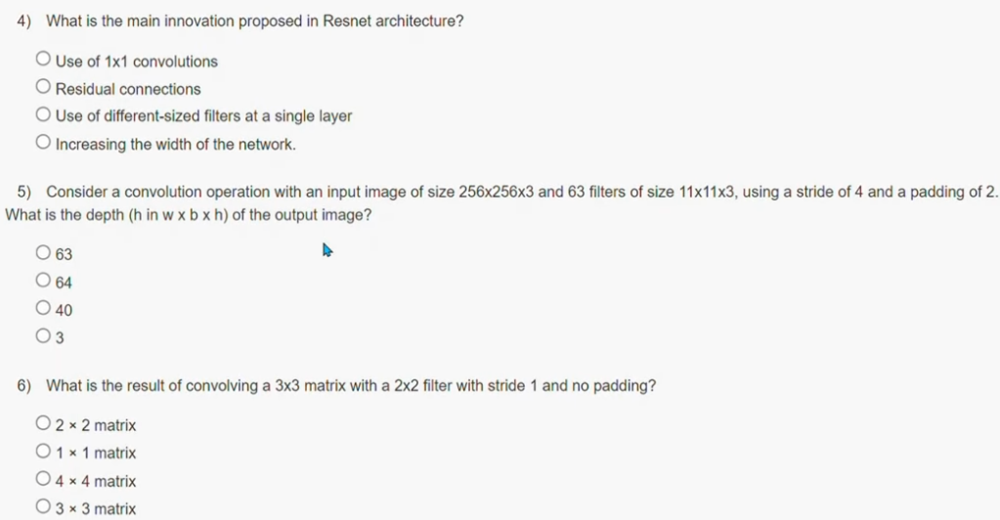 4) What is the main innovation proposed in Resnet architecture?
Use of 1x1 convolutions
Residual connections
Use of different-sized filters at a single layer
Increasing the width of the network.
5) Consider a convolution operation with an input image of size 256x256x3 and 63 filters of size 11x11x3, using a stride of 4 and a padding of 2.
What is the depth (h in w x b x h) of the output image?
63
64
40
3
6) What is the result of convolving a 3x3 matrix with a 2x2 filter with stride 1 and no padding?
2 × 2 matrix
1 × 1 matrix
4 × 4 matrix
3 × 3 matrix